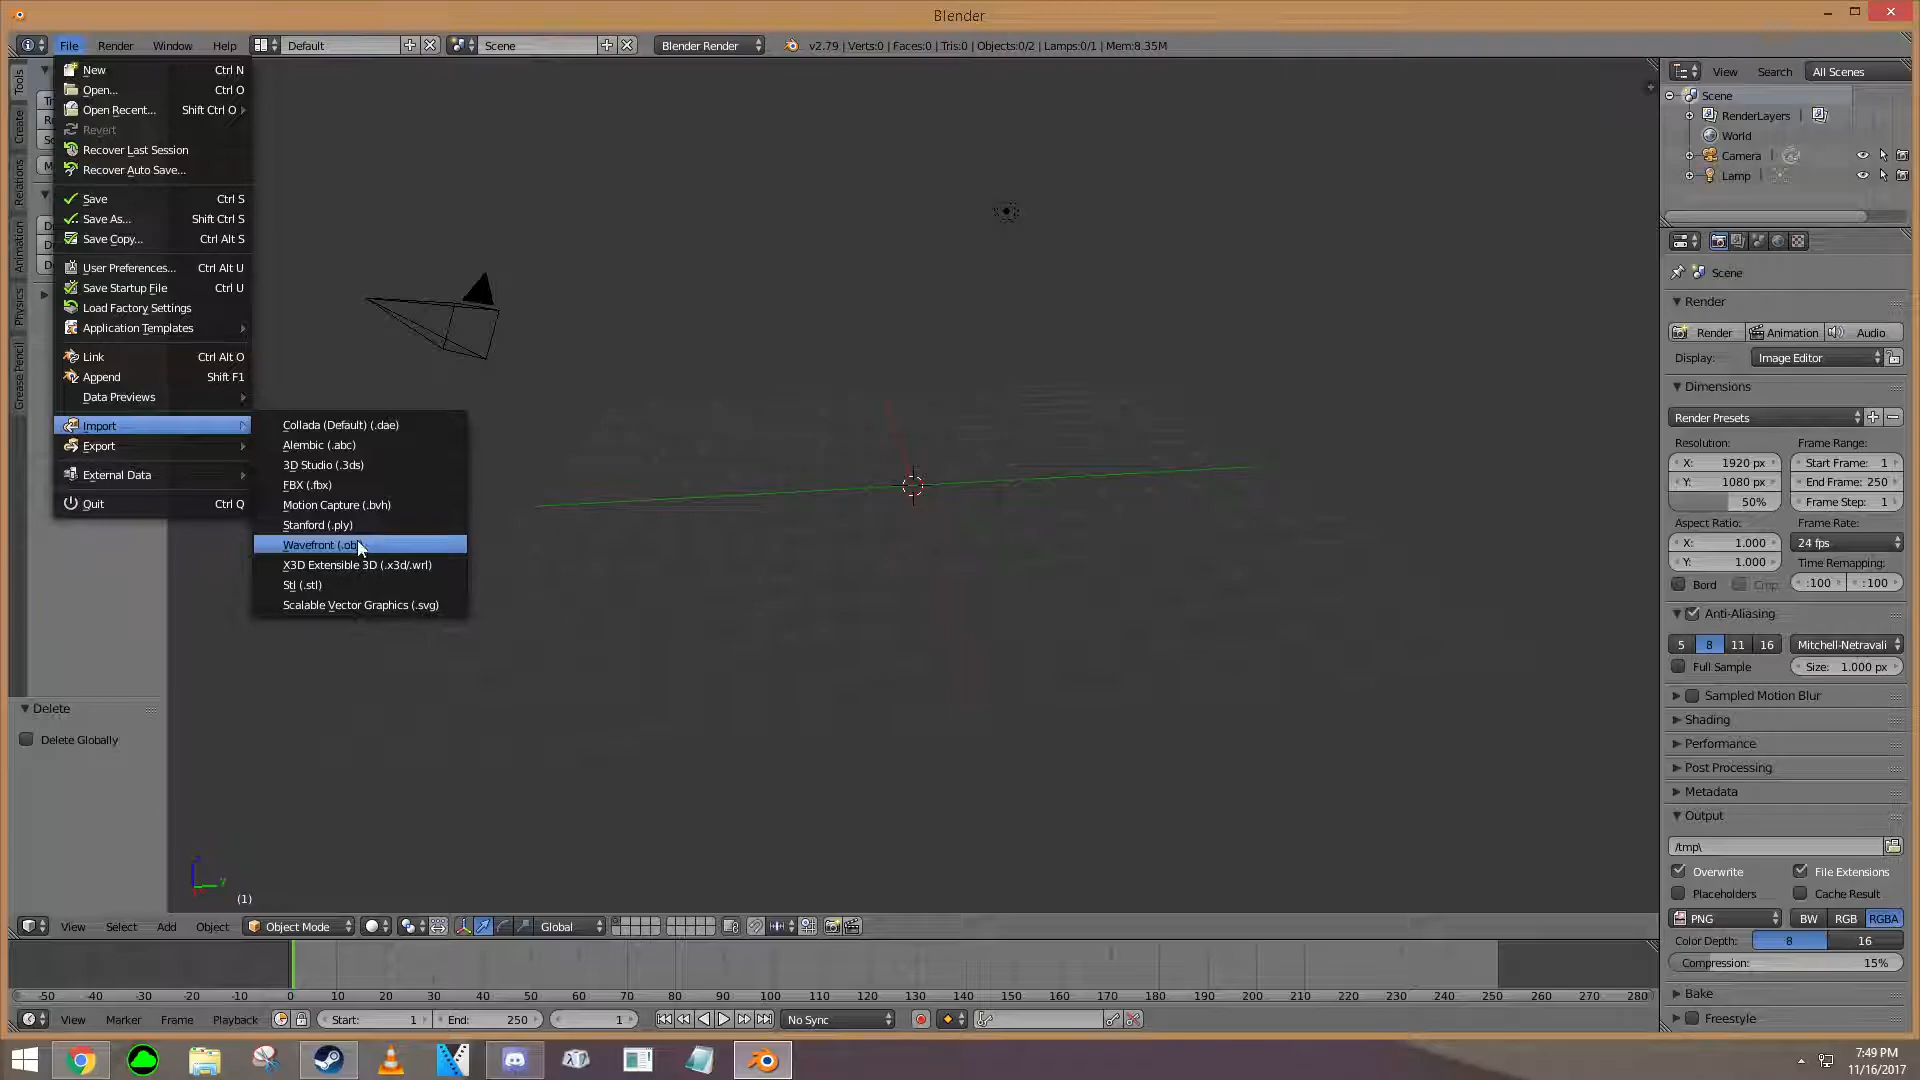 Blender
File Render Window Help Default Scene Blender Render v2.79 | Verts:0 | Faces:0 | Tris:0 | Objects:0/2 | Lamps:0/1 | Mem:8.35M
New Ctrl N
Open... Ctrl O
Open Recent... Shift Ctrl O
Revert
Recover Last Session
Recover Auto Save...
Save Ctrl S
Save As... Shift Ctrl S
Save Copy... Ctrl Alt S
User Preferences... Ctrl Alt U
Save Startup File Ctrl U
Load Factory Settings
Application Templates
Link Ctrl Alt O
Append Shift F1
Data Previews
Import
Export
External Data
Quit Ctrl Q
Collada (Default) (.dae)
Alembic (.abc)
3D Studio (.3ds)
FBX (.fbx)
Motion Capture (.bvh)
Stanford (.ply)
Wavefront (.ob
X3D Extensible 3D (.x3d/.wrl)
Stl (.stl)
Scalable Vector Graphics (.svg)
Tools
Create
Relations
Animation
Physics
Grease Pencil
Delete
Delete Globally
(1)
View Select Add Object Object Mode Global
-50 -40 -30 -20 -10 0 10 20 30 40 50 60 70 80 90 100 110 120 130 140 150 160 170 180 190 200 210 220 230 240 250 260 270 280
View Marker Frame Playback Start: 1 End: 250 1 No Sync
View Search All Scenes
Scene
RenderLayers
World
Camera
Lamp
Scene
Render
Render Animation Audio
Display: Image Editor
Dimensions
Render Presets
Resolution: Frame Range:
X: 1920 px Start Frame: 1
Y: 1080 px End Frame: 250
50% Frame Step: 1
Aspect Ratio: Frame Rate:
X: 1.000 24 fps
Y: 1.000 Time Remapping:
Bord Crop :100 :100
Anti-Aliasing
5 8 11 16 Mitchell-Netravali
Full Sample Size: 1.000 px
Sampled Motion Blur
Shading
Performance
Post Processing
Metadata
Output
/tmp\
Overwrite File Extensions
Placeholders Cache Result
PNG BW RGB RGBA
Color Depth: 8 16
Compression: 15%
Bake
Freestyle
7:49 PM
11/16/2017